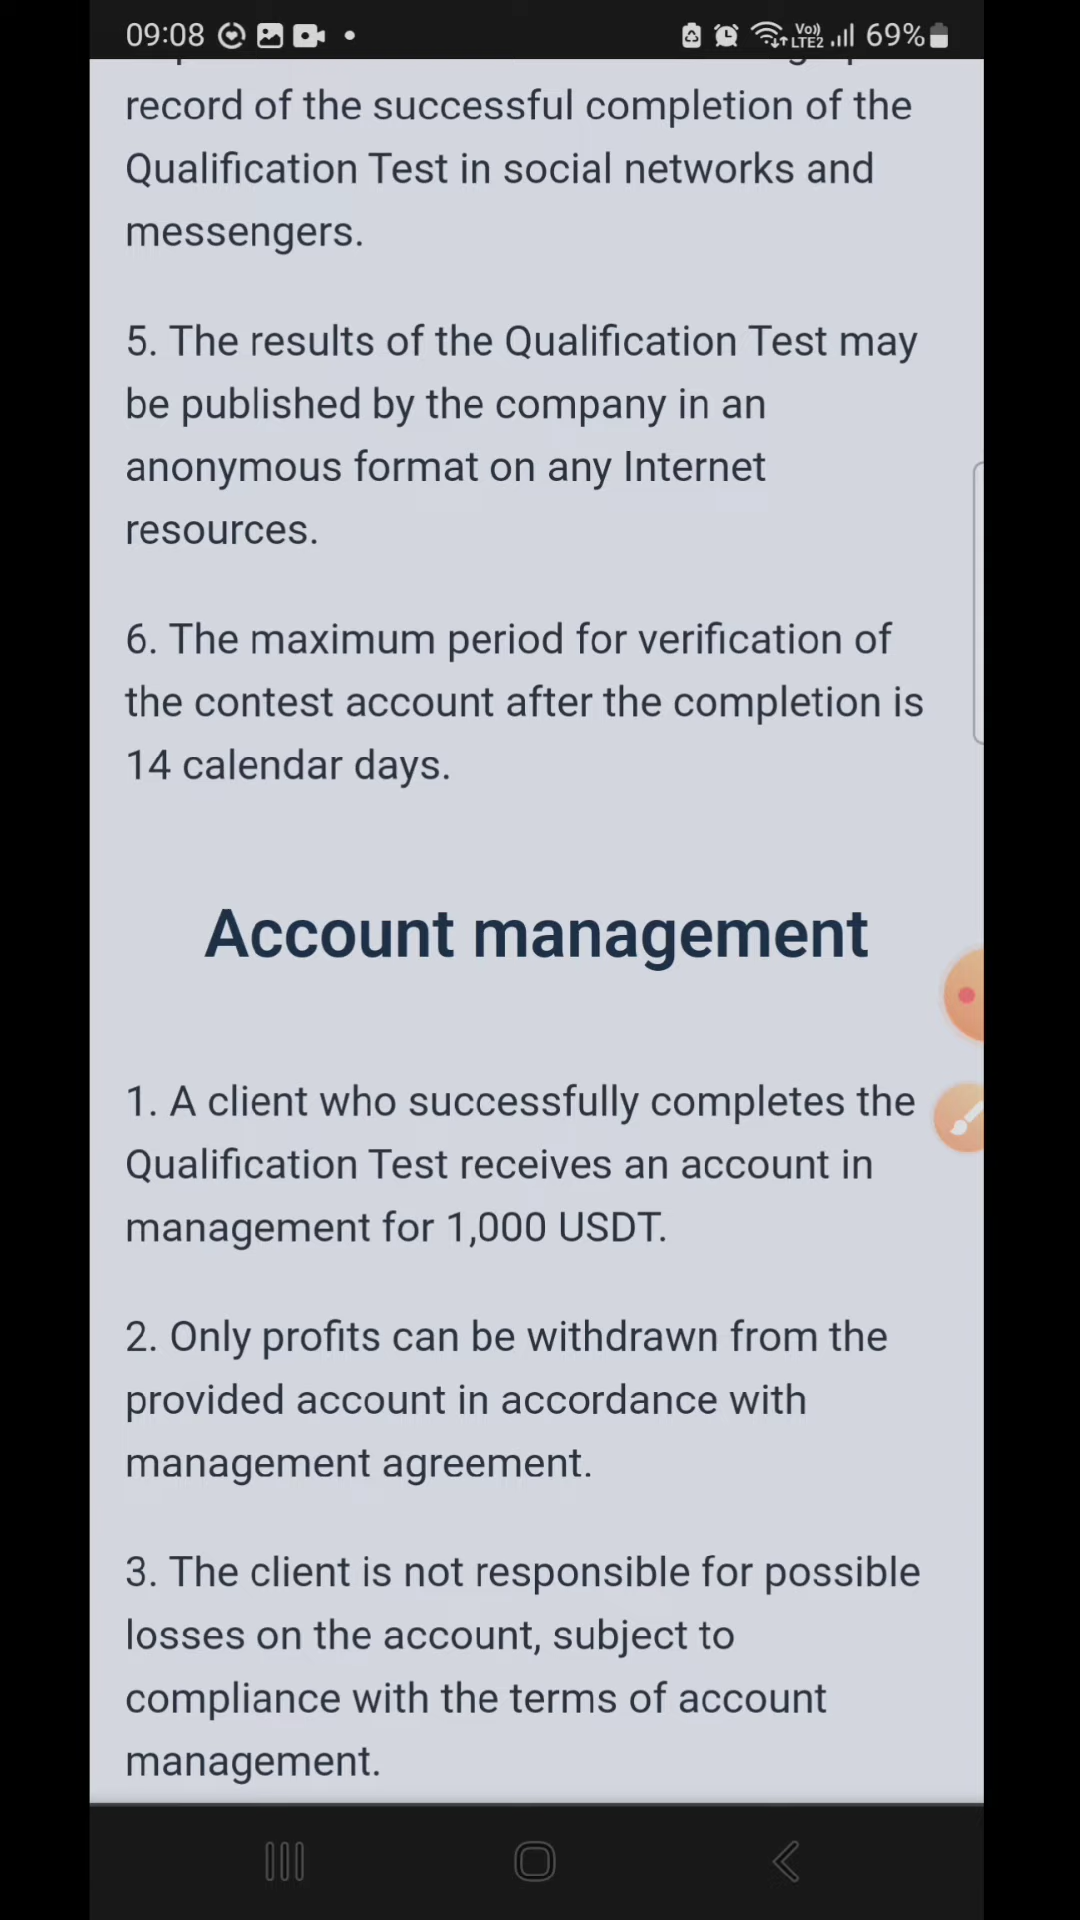 09:08
Vo))
LTE2
69%
record of the successful completion of the
Qualification Test in social networks and
messengers.
5. The results of the Qualification Test may
be published by the company in an
anonymous format on any Internet
resources.
6. The maximum period for verification of
the contest account after the completion is
14 calendar days.
Account management
1. A client who successfully completes the
Qualification Test receives an account in
management for 1,000 USDT.
2. Only profits can be withdrawn from the
provided account in accordance with
management agreement.
3. The client is not responsible for possible
losses on the account, subject to
compliance with the terms of account
management.